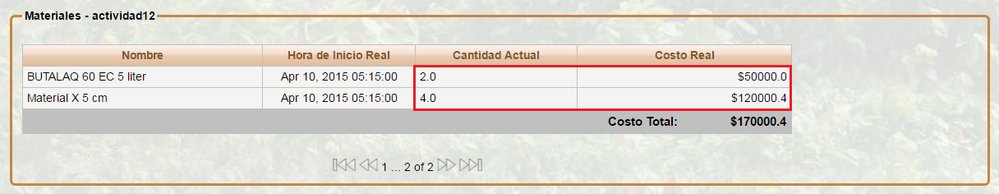 Materiales - actividad12
Nombre Hora de Inicio Real Cantidad Actual Costo Real
BUTALAQ 60 EC 5 liter Apr 10, 2015 05:15:00 2.0 $50000.0
Material X 5 cm Apr 10, 2015 05:15:00 4.0 $120000.4
Costo Total: $170000.4
1 ... 2 of 2